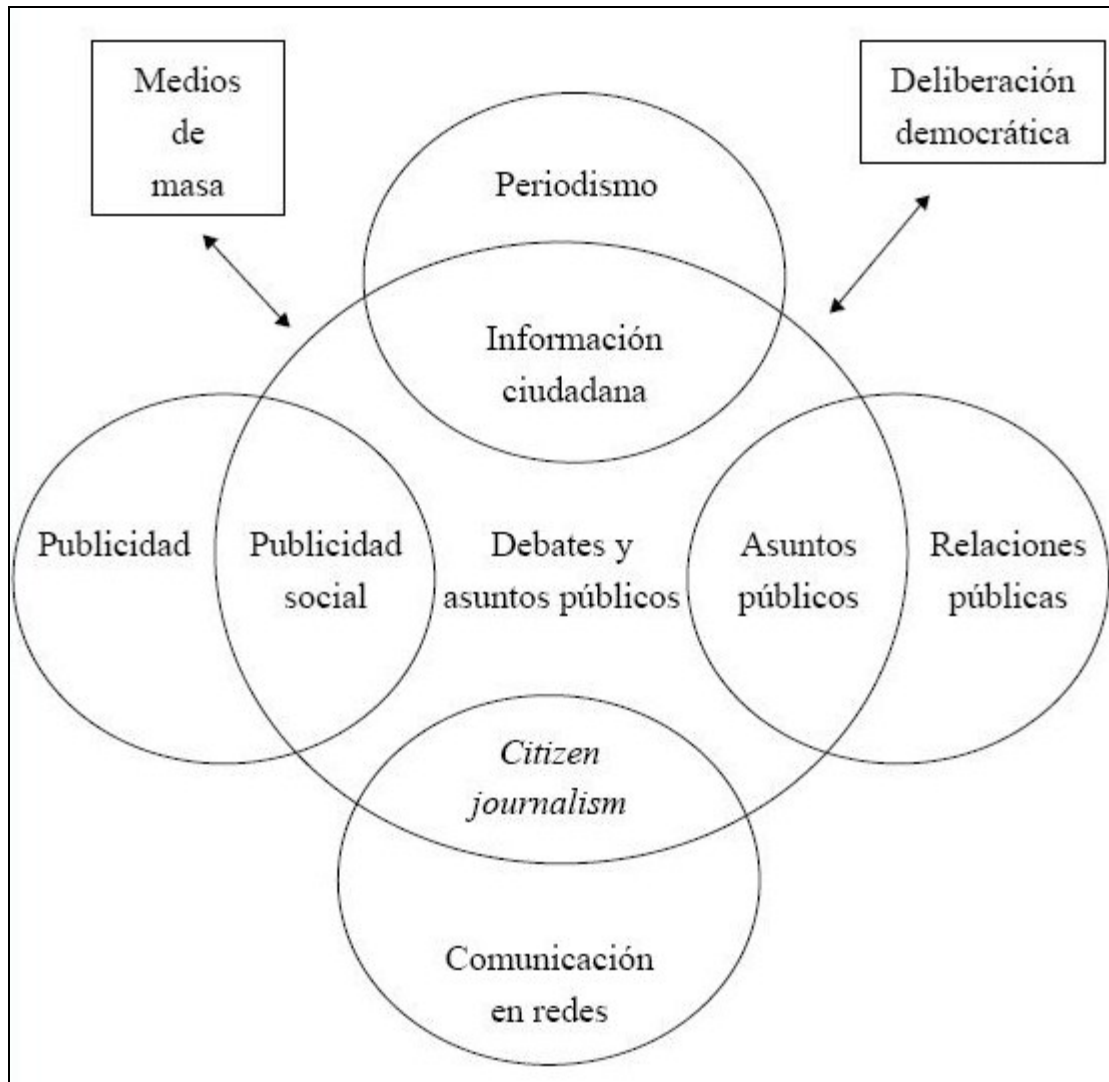 Medios
de
masa
Deliberación
democrática
Periodismo
Información
ciudadana
Publicidad
Publicidad
social
Debates y
asuntos públicos
Asuntos
públicos
Relaciones
públicas
Citizen
journalism
Comunicación
en redes